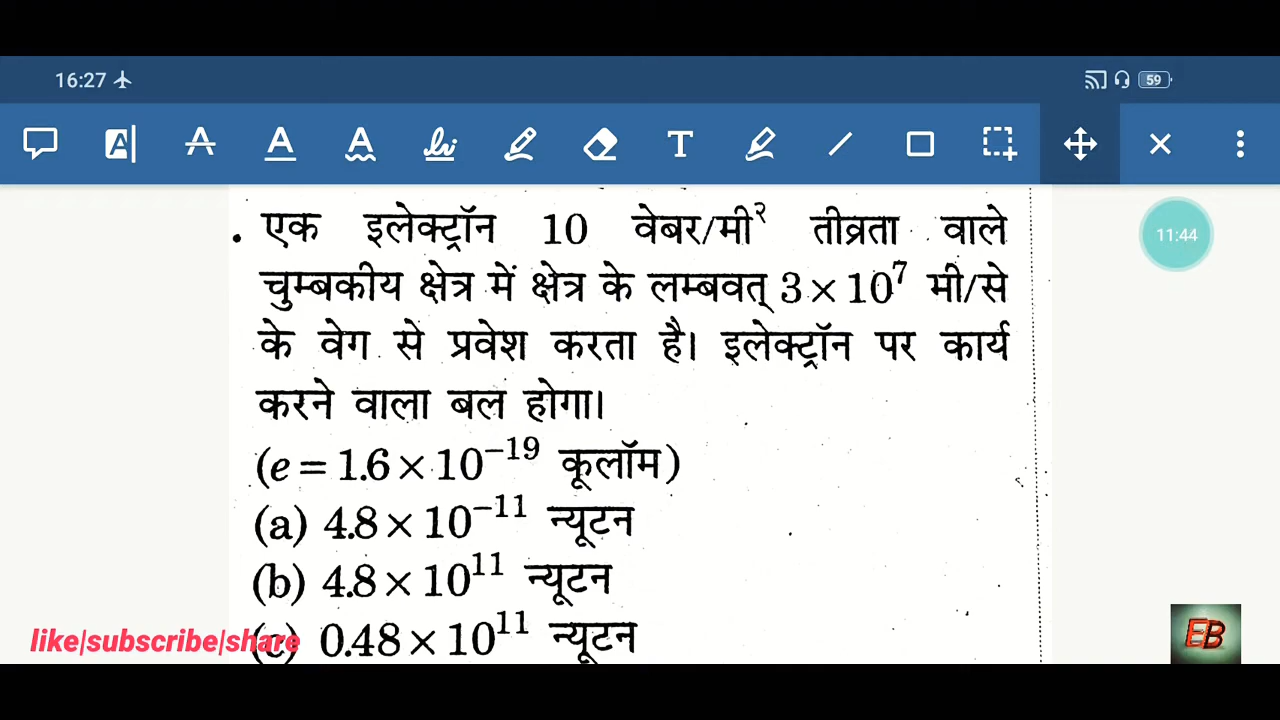 16:27
59
11:44
. एक इलेक्ट्रॉन 10 वेबर/मी² तीव्रता वाले
चुम्बकीय क्षेत्र में क्षेत्र के लम्बवत् 3×10⁷ मी/से
के वेग से प्रवेश करता है। इलेक्ट्रॉन पर कार्य
करने वाला बल होगा।
(e = 1.6×10⁻¹⁹ कूलॉम)
(a) 4.8×10⁻¹¹ न्यूटन
(b) 4.8×10¹¹ न्यूटन
(c) 0.48×10¹¹ न्यूटन
like|subscribe|share
EB